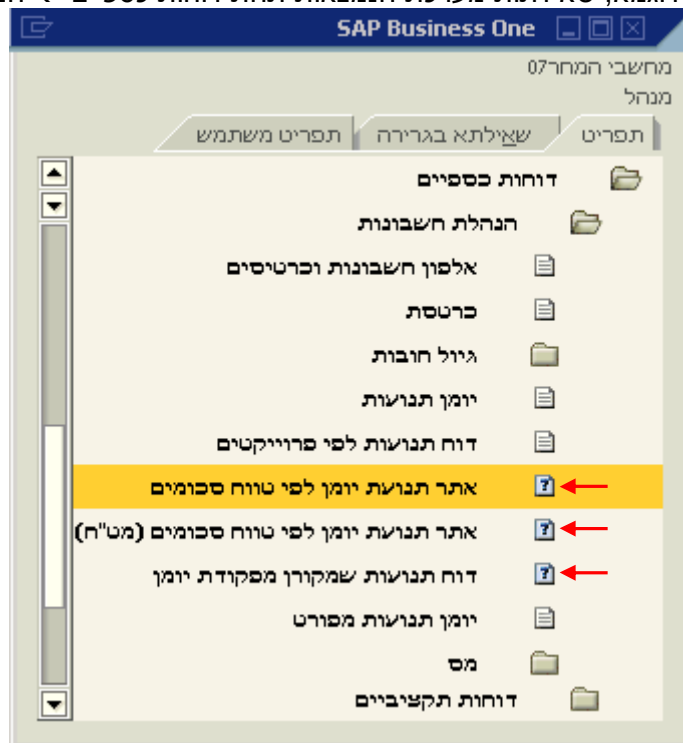 SAP Business One
מחשבי המחר07
מנהל
תפריט שאילתא בגרירה תפריט משתמש
דוחות כספיים
הנהלת חשבונות
אלפון חשבונות וכרטיסים
כרטסת
גיול חובות
יומן תנועות
דוח תנועות לפי פרוייקטים
אתר תנועת יומן לפי טווח סכומים
אתר תנועת יומן לפי טווח סכומים (מט"ח)
דוח תנועות שמקורן מפקודת יומן
יומן תנועות מפורט
מס
דוחות תקציביים